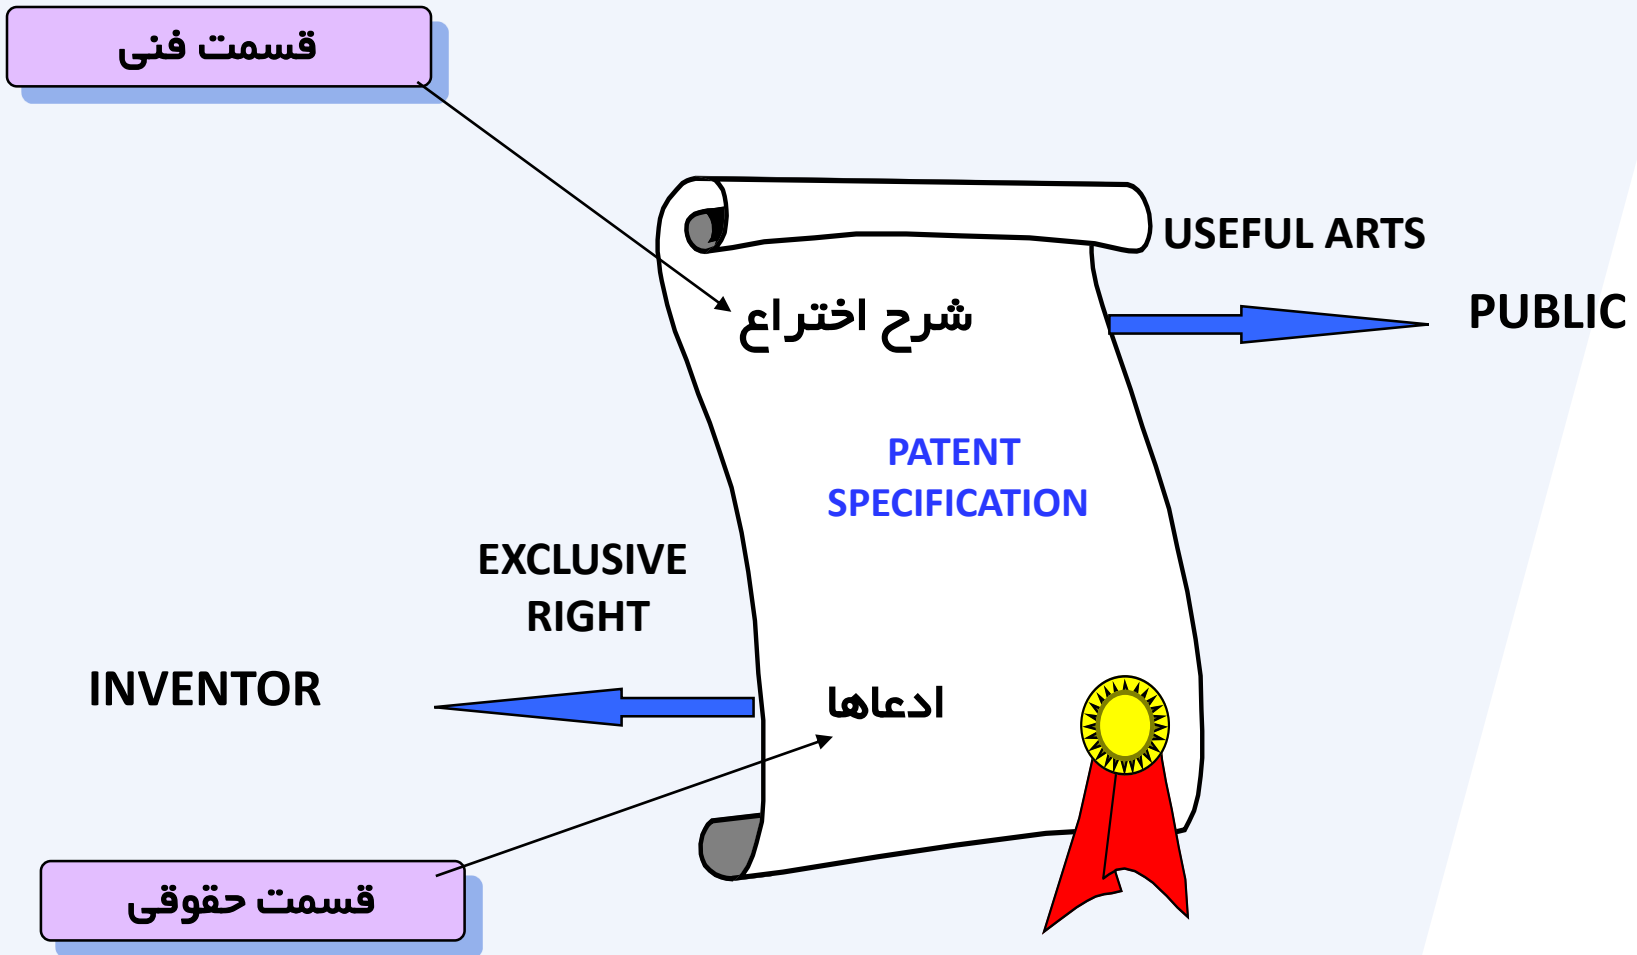 قسمت فنی
USEFUL ARTS
PUBLIC
شرح اختراع
PATENT
SPECIFICATION
EXCLUSIVE
RIGHT
INVENTOR
ادعاها
قسمت حقوقی